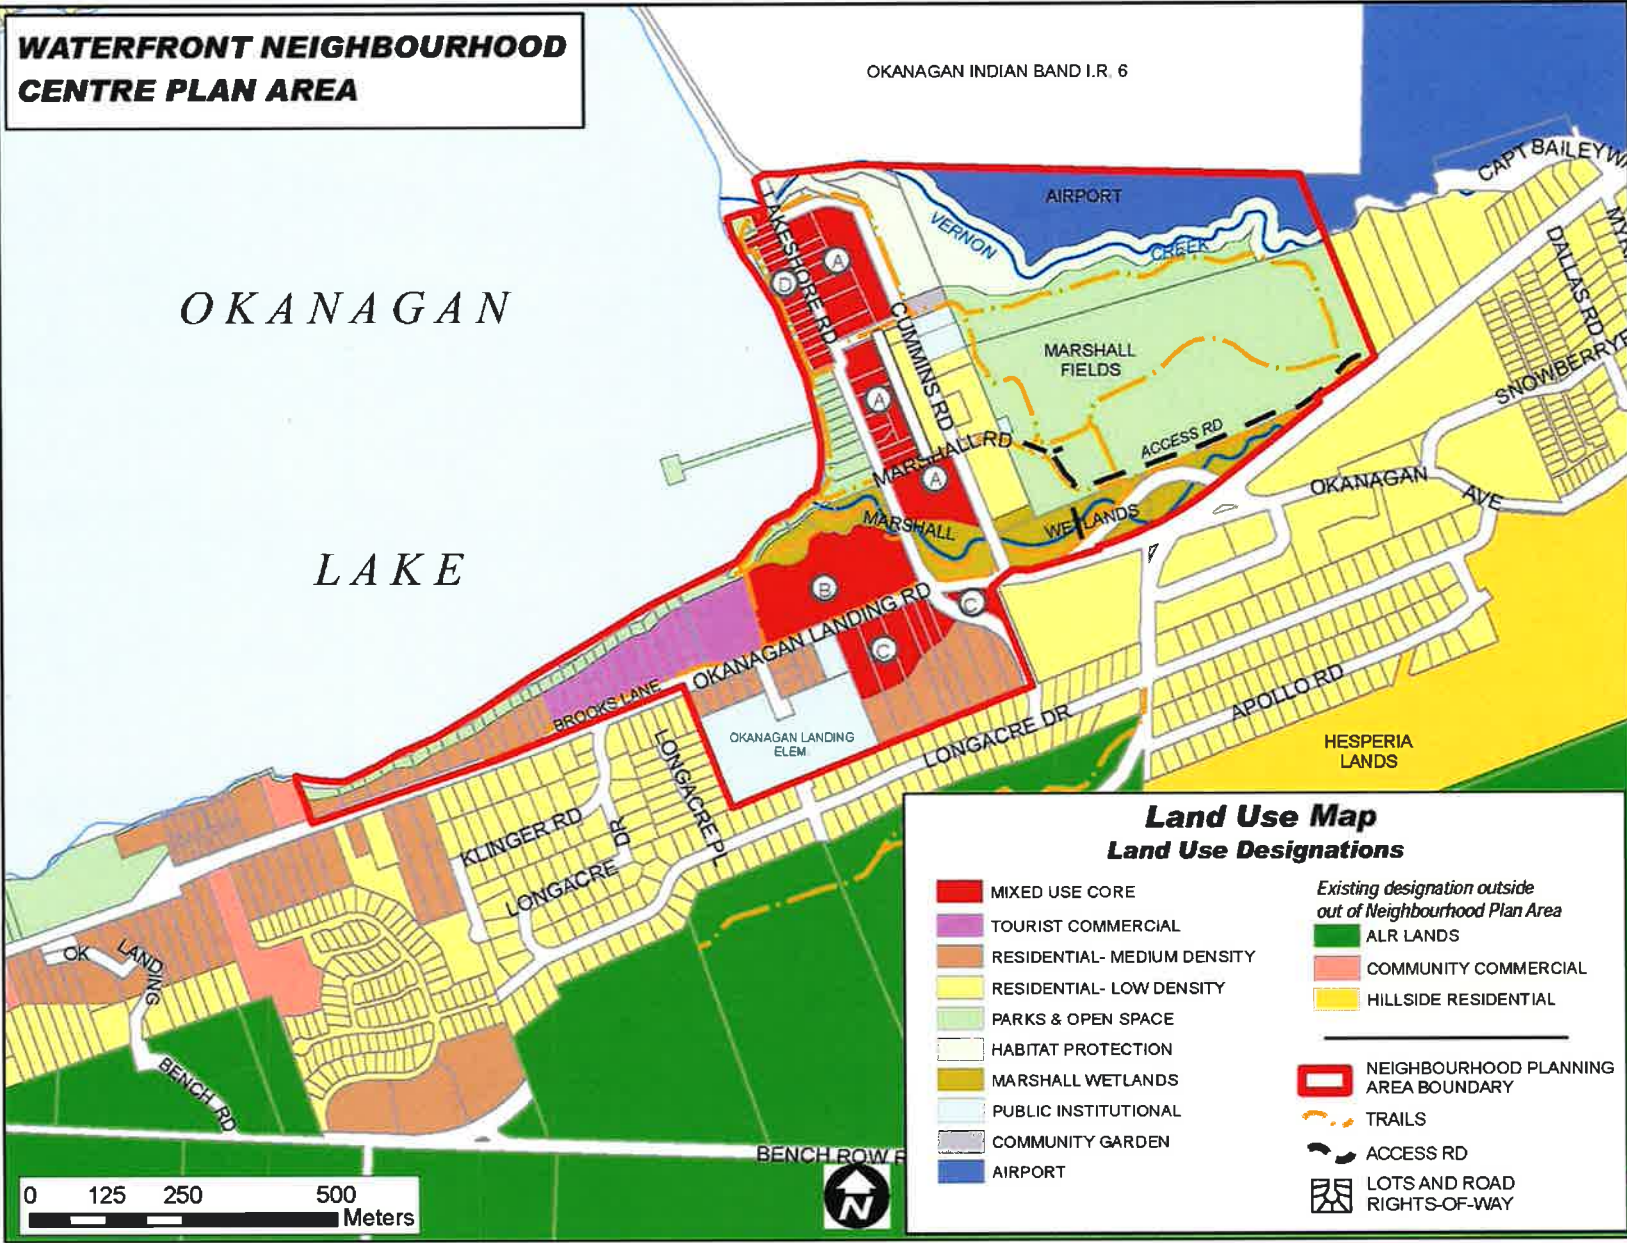 WATERFRONT NEIGHBOURHOOD
CENTRE PLAN AREA
OKANAGAN INDIAN BAND I.R. 6
CAPT BAILEY W
AIRPORT
LAKESHORE RD
VERNON
CREEK
DALLAS RD
OKANAGAN
D
A
CUMMINS RD
MARSHALL
FIELDS
SNOWBERRY
A
MARSHALL RD
ACCESS RD
A
OKANAGAN AVE
MARSHALL
WETLANDS
LAKE
B
C
OKANAGAN LANDING RD
C
BROOKS LANE
APOLLO RD
LONGACRE DR
OKANAGAN LANDING
ELEM.
LONGACRE PL
HESPERIA
LANDS
KLINGER RD
LONGACRE DR
OK LANDING
BENCH RD
BENCH ROW R
0 125 250 500
Meters
N
Land Use Map
Land Use Designations
MIXED USE CORE
TOURIST COMMERCIAL
RESIDENTIAL- MEDIUM DENSITY
RESIDENTIAL- LOW DENSITY
PARKS & OPEN SPACE
HABITAT PROTECTION
MARSHALL WETLANDS
PUBLIC INSTITUTIONAL
COMMUNITY GARDEN
AIRPORT
Existing designation outside
out of Neighbourhood Plan Area
ALR LANDS
COMMUNITY COMMERCIAL
HILLSIDE RESIDENTIAL
NEIGHBOURHOOD PLANNING
AREA BOUNDARY
TRAILS
ACCESS RD
LOTS AND ROAD
RIGHTS-OF-WAY